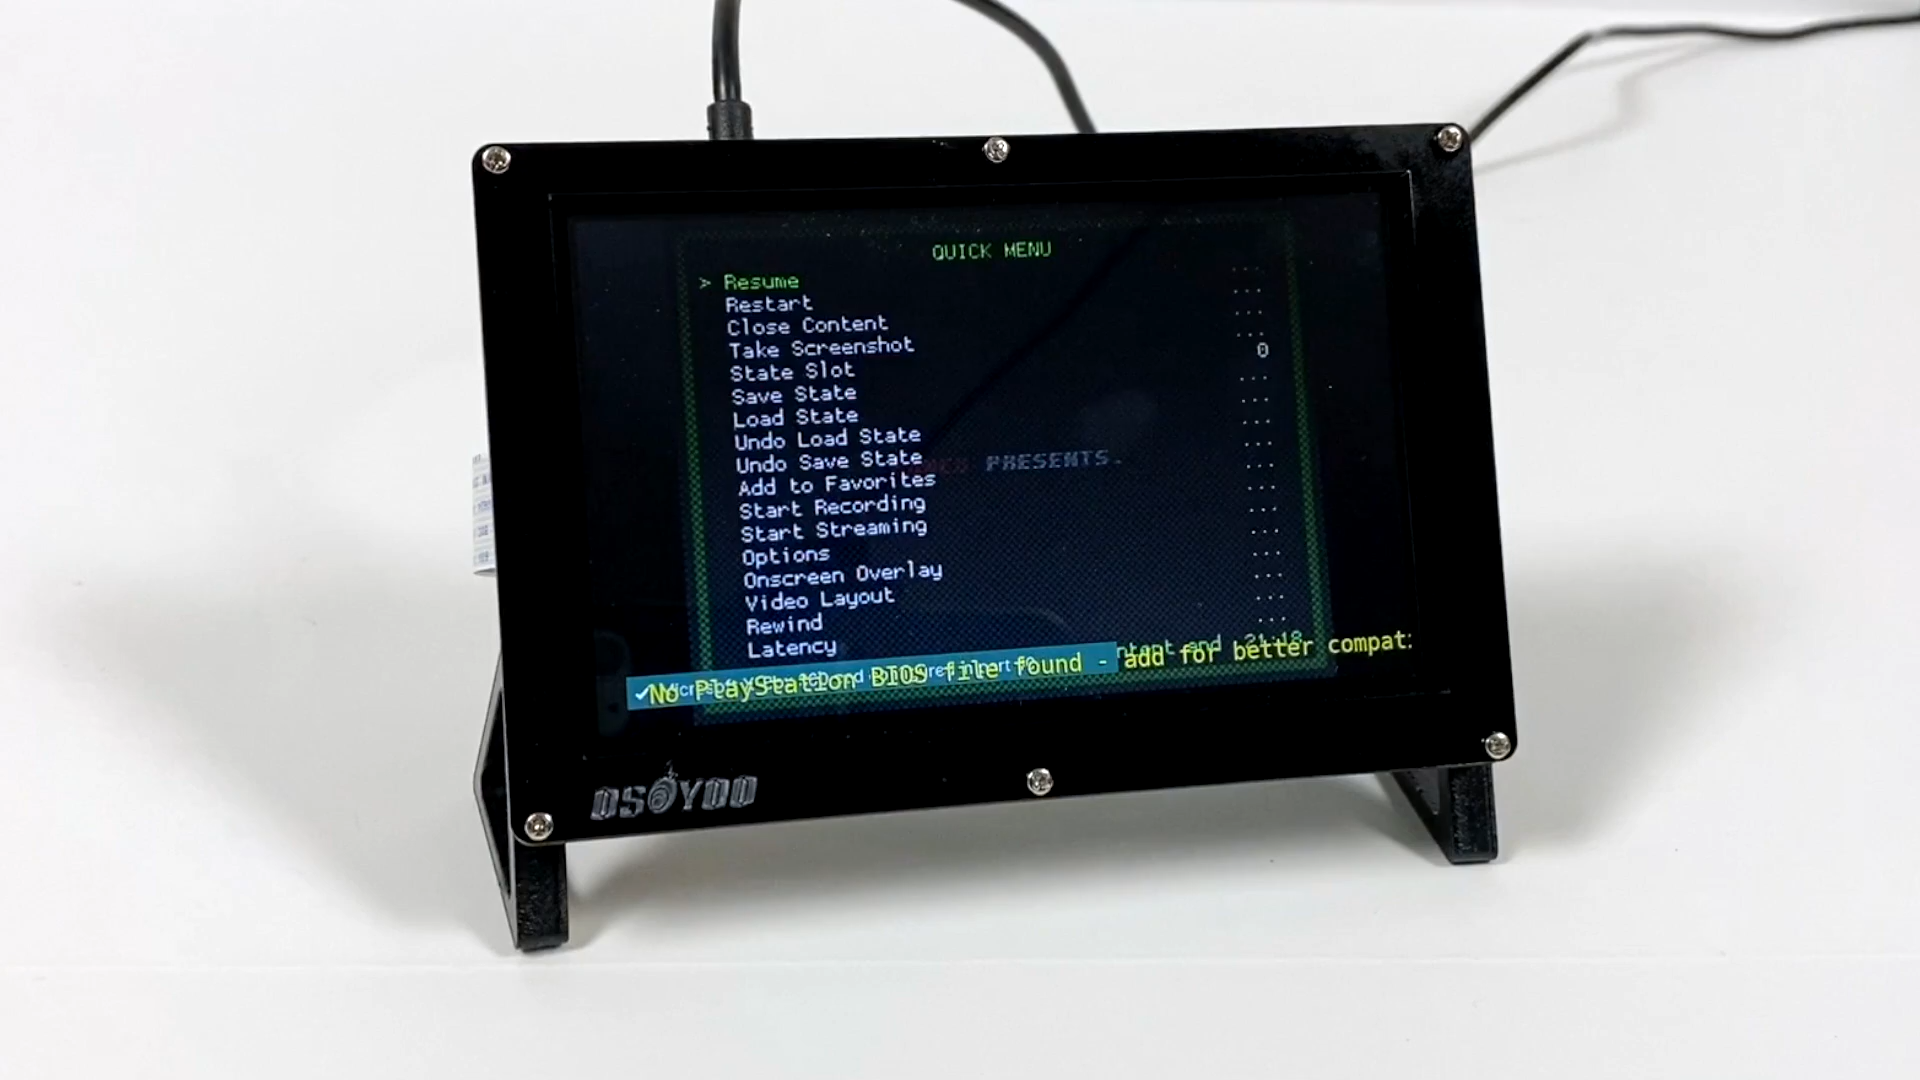 QUICK MENU
> Resume ...
Restart ...
Close Content ...
Take Screenshot ...
State Slot 0
Save State ...
Load State ...
Undo Load State ...
Undo Save State ...
Add to Favorites ...
Start Recording ...
Start Streaming ...
Options ...
Onscreen Overlay ...
Video Layout ...
Rewind ...
Latency ...
PRESENTS.
21:18
No PlayStation BIOS file found - add for better compat
OSOYOO